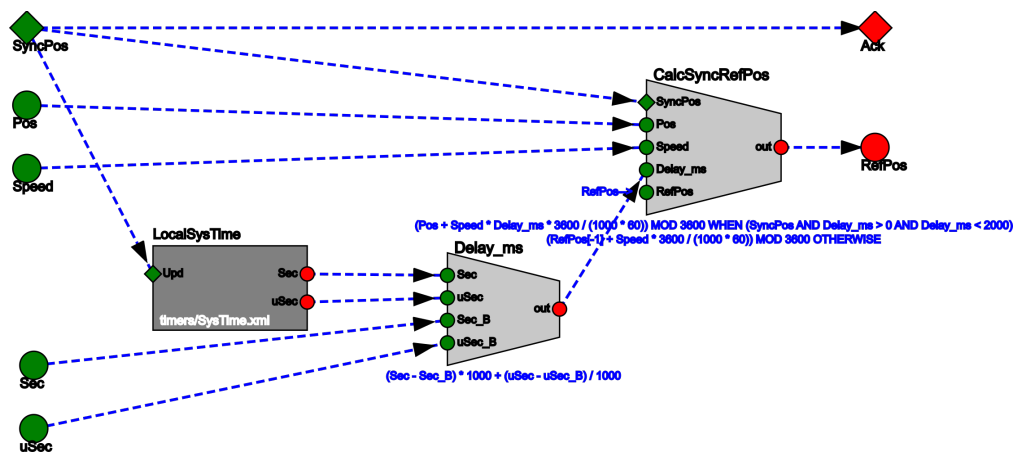 SyncPos
Ack
CalcSyncRefPos
SyncPos
Pos
Pos
Speed
out
Speed
Delay_ms
RefPos
RefPos
RefPos
(Pos + Speed * Delay_ms * 3600 / (1000 * 60)) MOD 3600 WHEN (SyncPos AND Delay_ms > 0 AND Delay_ms < 2000)
(RefPos[-1] + Speed * 3600 / (1000 * 60)) MOD 3600 OTHERWISE
LocalSysTime
Delay_ms
Upd
Sec
Sec
uSec
uSec
out
timers/SysTime.xml
Sec_B
uSec_B
Sec
(Sec - Sec_B) * 1000 + (uSec - uSec_B) / 1000
uSec